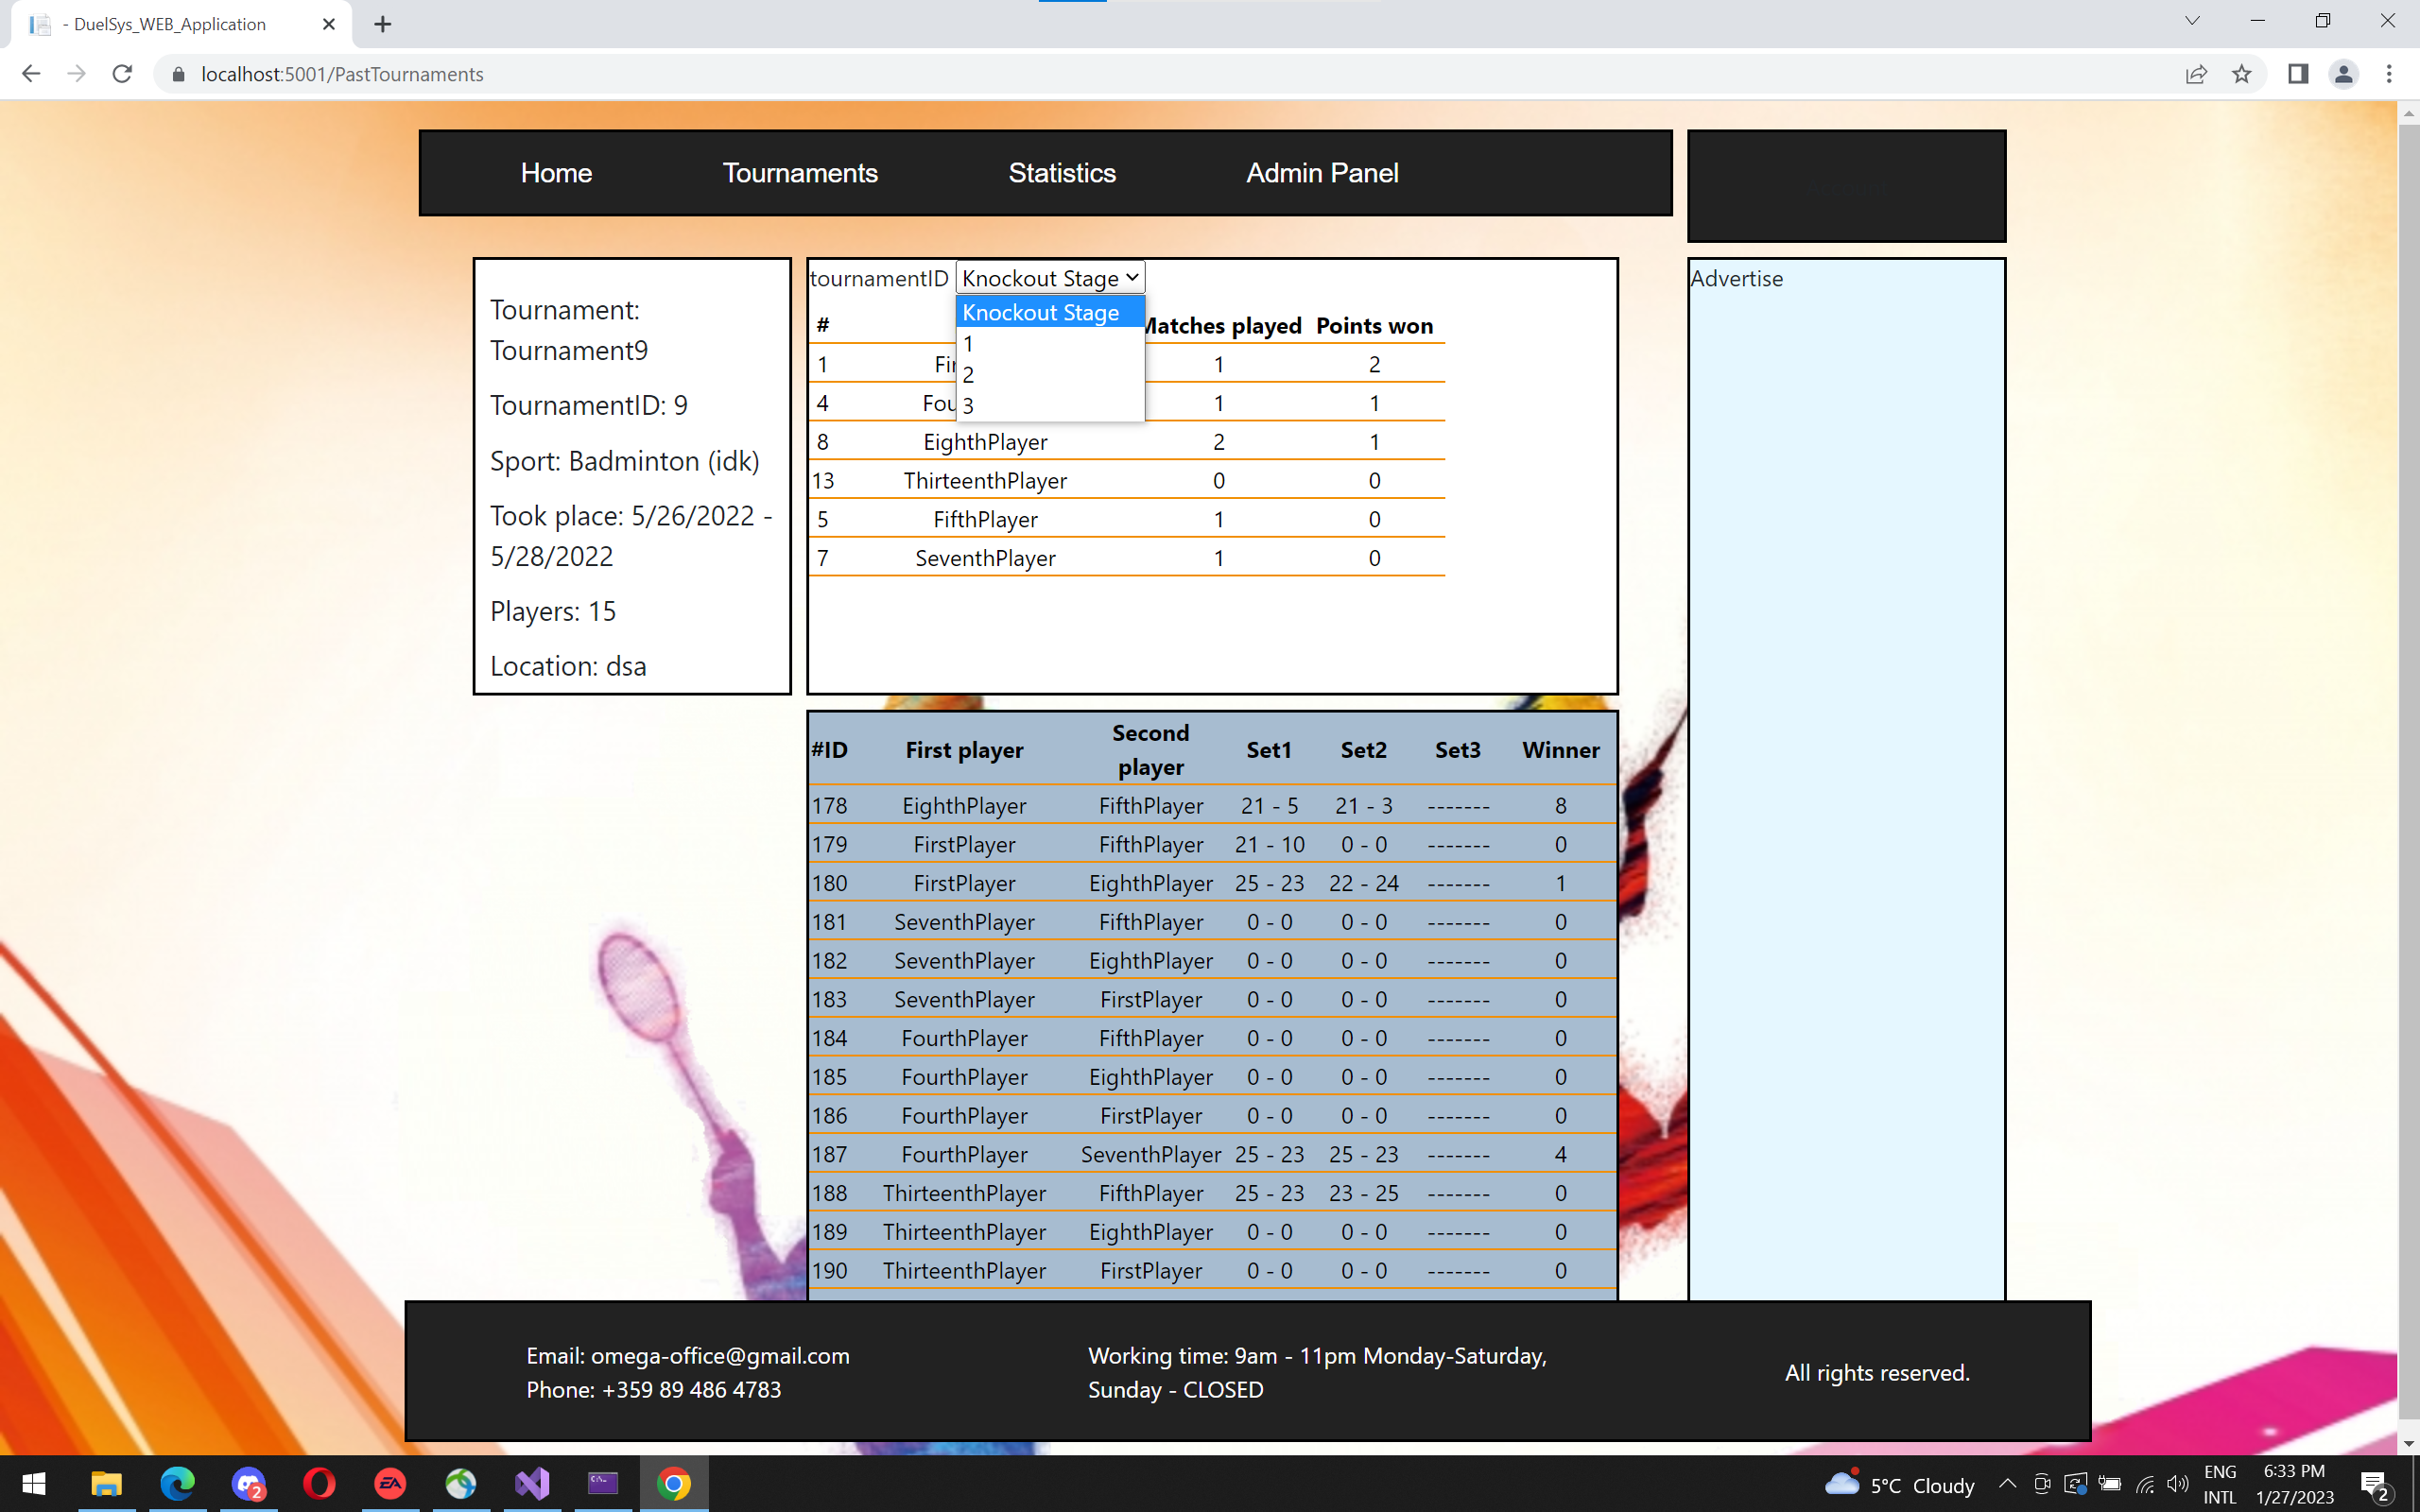 - DuelSys_WEB_Application
localhost:5001/PastTournaments
Home Tournaments Statistics Admin Panel
Tournament:
Tournament9
TournamentID: 9
Sport: Badminton (idk)
Took place: 5/26/2022 -
5/28/2022
Players: 15
Location: dsa
tournamentID Knockout Stage
Knockout Stage
1
2
3
# Matches played Points won
1 1 2
4 1 1
8 EighthPlayer 2 1
13 ThirteenthPlayer 0 0
5 FifthPlayer 1 0
7 SeventhPlayer 1 0
Advertise
#ID First player Second player Set1 Set2 Set3 Winner
178 EighthPlayer FifthPlayer 21 - 5 21 - 3 ------- 8
179 FirstPlayer FifthPlayer 21 - 10 0 - 0 ------- 0
180 FirstPlayer EighthPlayer 25 - 23 22 - 24 ------- 1
181 SeventhPlayer FifthPlayer 0 - 0 0 - 0 ------- 0
182 SeventhPlayer EighthPlayer 0 - 0 0 - 0 ------- 0
183 SeventhPlayer FirstPlayer 0 - 0 0 - 0 ------- 0
184 FourthPlayer FifthPlayer 0 - 0 0 - 0 ------- 0
185 FourthPlayer EighthPlayer 0 - 0 0 - 0 ------- 0
186 FourthPlayer FirstPlayer 0 - 0 0 - 0 ------- 0
187 FourthPlayer SeventhPlayer 25 - 23 25 - 23 ------- 4
188 ThirteenthPlayer FifthPlayer 25 - 23 23 - 25 ------- 0
189 ThirteenthPlayer EighthPlayer 0 - 0 0 - 0 ------- 0
190 ThirteenthPlayer FirstPlayer 0 - 0 0 - 0 ------- 0
Email: omega-office@gmail.com
Phone: +359 89 486 4783
Working time: 9am - 11pm Monday-Saturday,
Sunday - CLOSED
All rights reserved.
2
EA
5°C Cloudy
ENG
INTL
6:33 PM
1/27/2023
2